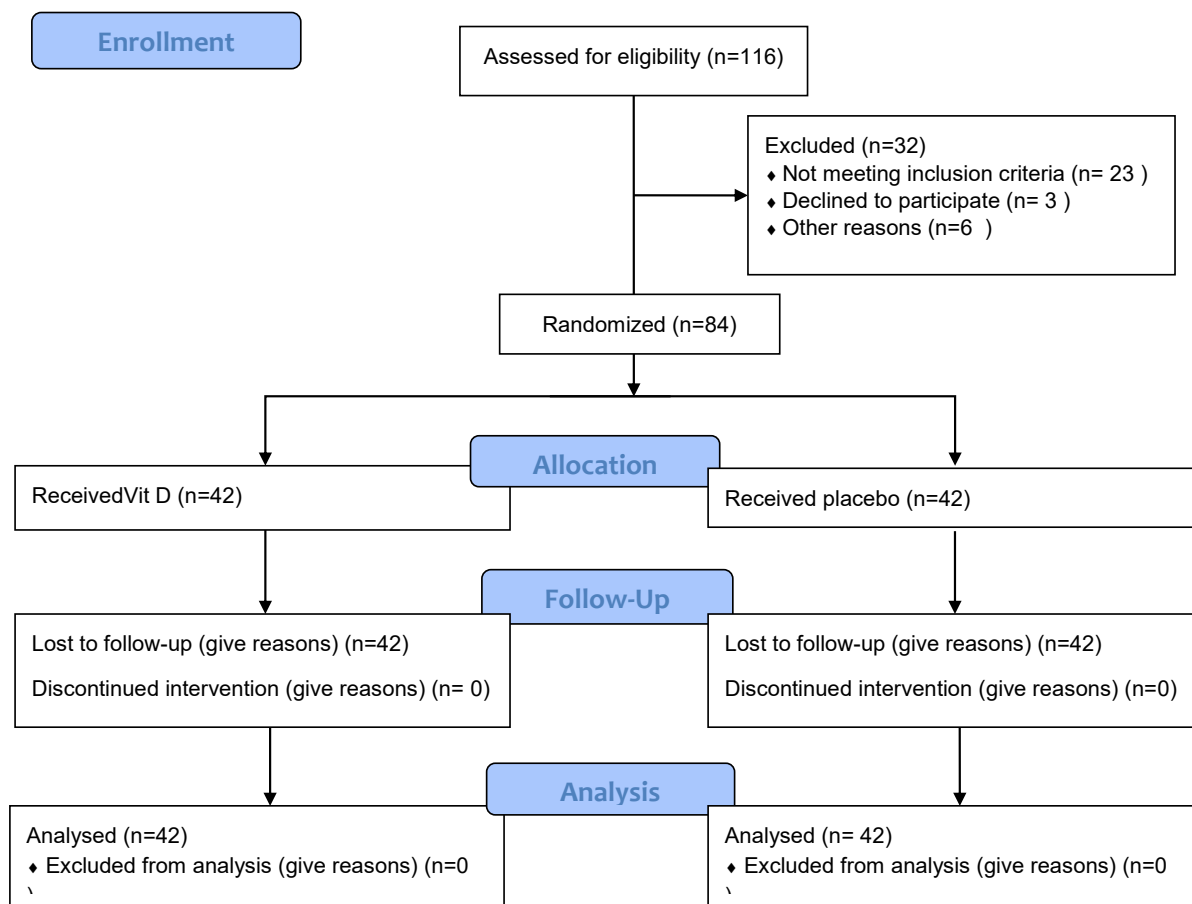 Enrollment
Assessed for eligibility (n=116)
Excluded (n=32)
♦ Not meeting inclusion criteria (n= 23 )
♦ Declined to participate (n= 3 )
♦ Other reasons (n=6  )
Randomized (n=84)
Allocation
ReceivedVit D (n=42)
Received placebo (n=42)
Follow-Up
Lost to follow-up (give reasons) (n=42)
Discontinued intervention (give reasons) (n= 0)
Lost to follow-up (give reasons) (n=42)
Discontinued intervention (give reasons) (n=0)
Analysis
Analysed (n=42)
♦ Excluded from analysis (give reasons) (n=0
)
Analysed (n= 42)
♦ Excluded from analysis (give reasons) (n=0
)